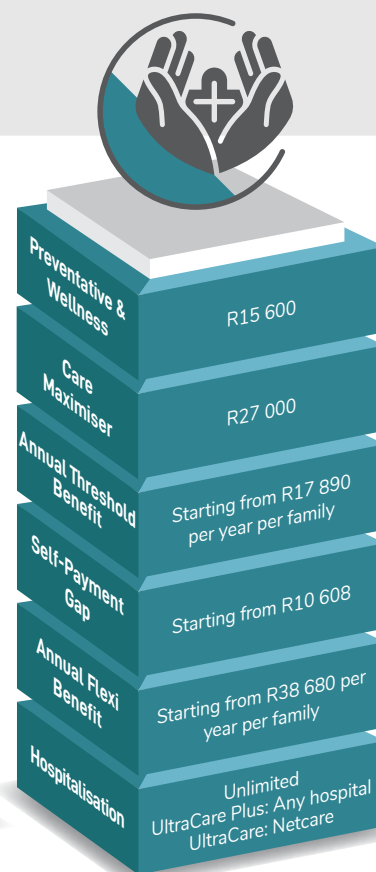 Preventative &
Wellness
R15 600
Care
Maximiser
R27 000
Annual Threshold
Benefit
Starting from R17 890
per year per family
Self-Payment
Gap
Starting from R10 608
Annual Flexi
Benefit
Starting from R38 680 per
year per family
Hospitalisation
Unlimited
UltraCare Plus: Any hospital
UltraCare: Netcare